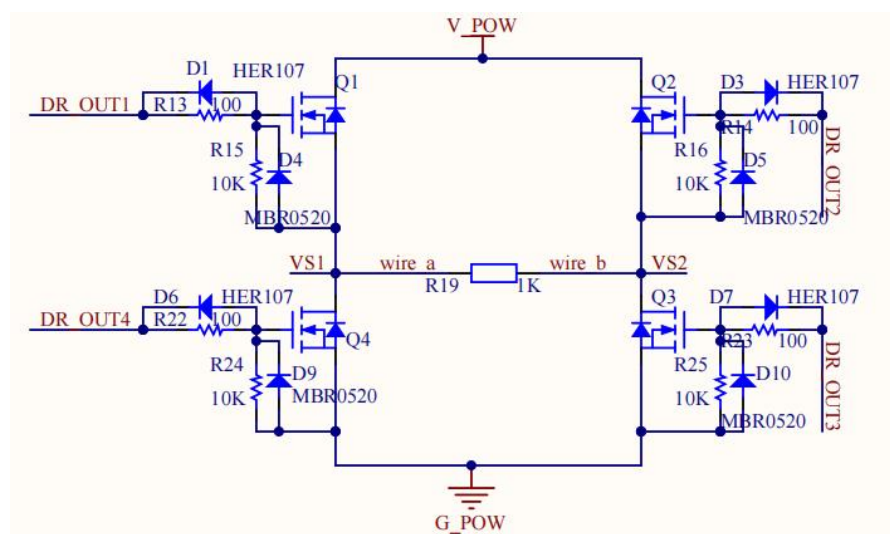 V_POW
D1 HER107 Q1 Q2 D3 HER107
DR_OUT1 R13 100 R14 100
R15 D4 R16 D5
10K 10K
MBR0520 MBR0520
DR_OUT2
VS1 wire_a wire_b VS2
R19 1K
D6 HER107 Q3 D7 HER107
DR_OUT4 R22 100 Q4 R23 100
R24 D9 R25 D10
10K MBR0520 10K
MBR0520
DR_OUT3
G_POW